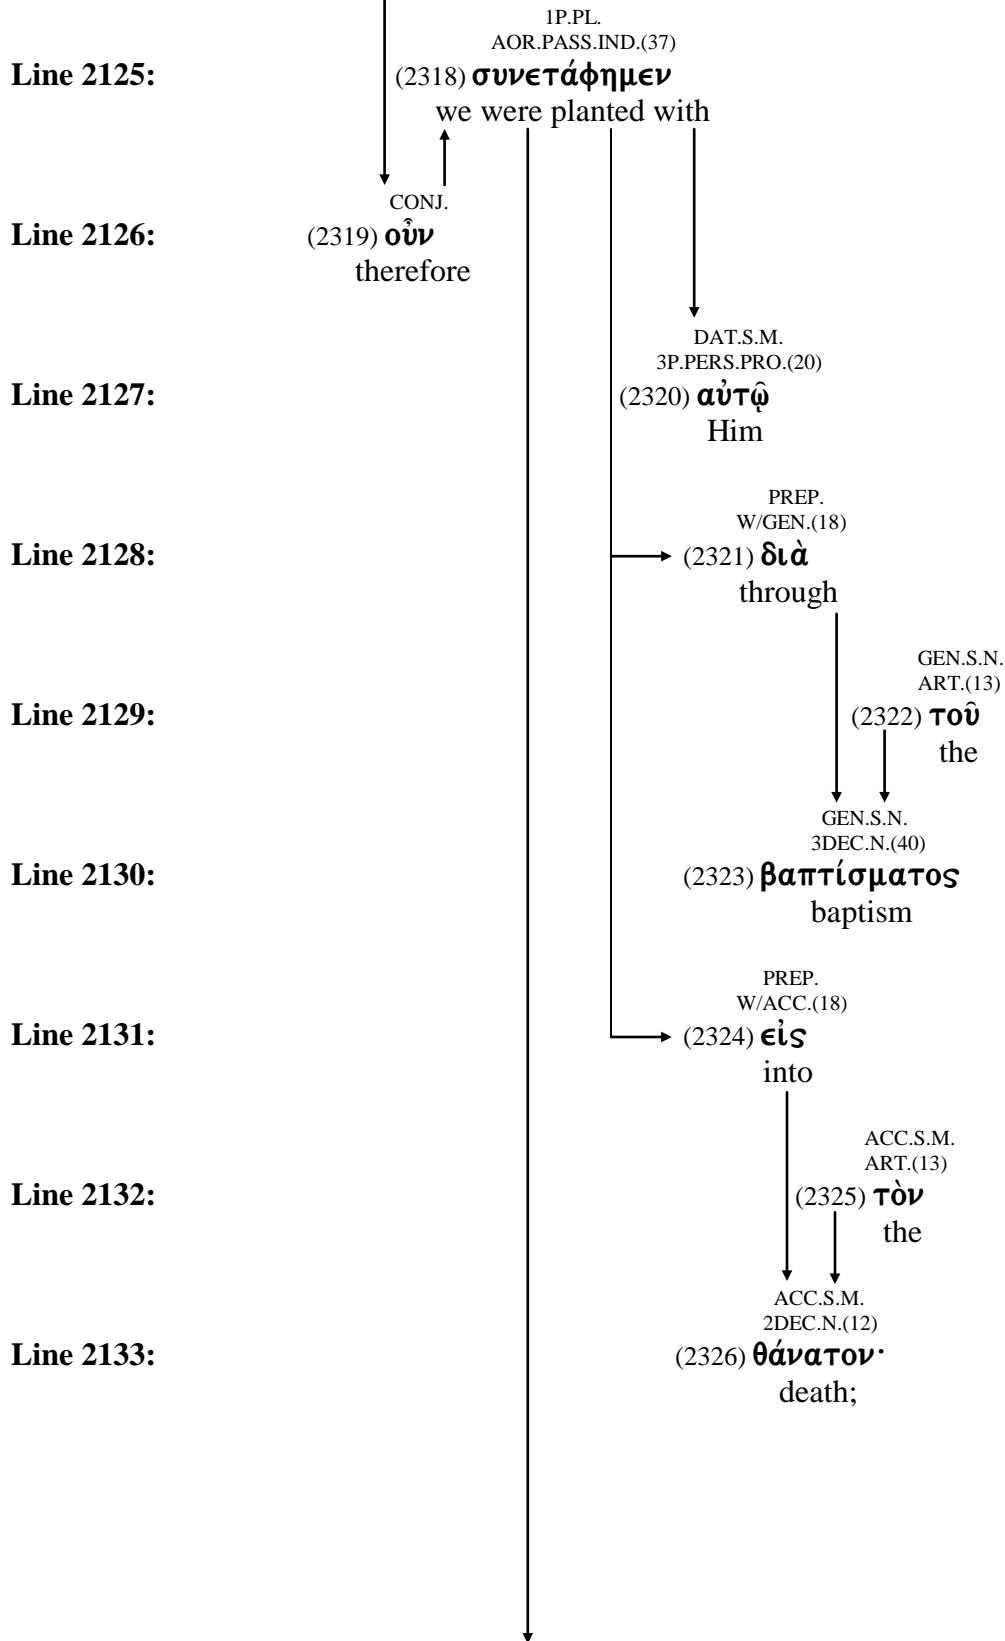 1P.PL.
AOR.PASS.IND.(37)
Line 2125: (2318) συνετάφημεν
we were planted with
CONJ.
Line 2126: (2319) οὖν
therefore
DAT.S.M.
3P.PERS.PRO.(20)
Line 2127: (2320) αὐτῷ
Him
PREP.
W/GEN.(18)
Line 2128: (2321) διὰ
through
GEN.S.N.
ART.(13)
Line 2129: (2322) τοῦ
the
GEN.S.N.
3DEC.N.(40)
Line 2130: (2323) βαπτίσματος
baptism
PREP.
W/ACC.(18)
Line 2131: (2324) εἰς
into
ACC.S.M.
ART.(13)
Line 2132: (2325) τὸν
the
ACC.S.M.
2DEC.N.(12)
Line 2133: (2326) θάνατον·
death;